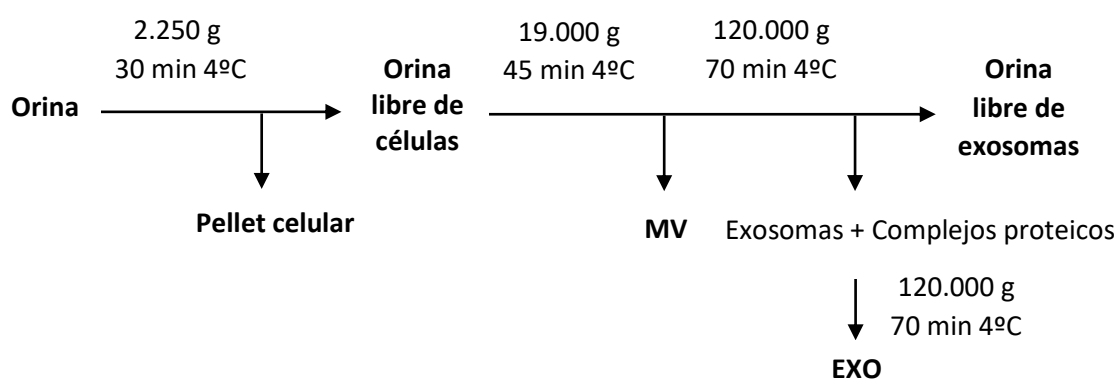 2.250 g
30 min 4ºC
19.000 g
45 min 4ºC
120.000 g
70 min 4ºC
Orina
Orina
libre de
células
Orina
libre de
exosomas
Pellet celular
MV
Exosomas + Complejos proteicos
120.000 g
70 min 4ºC
EXO